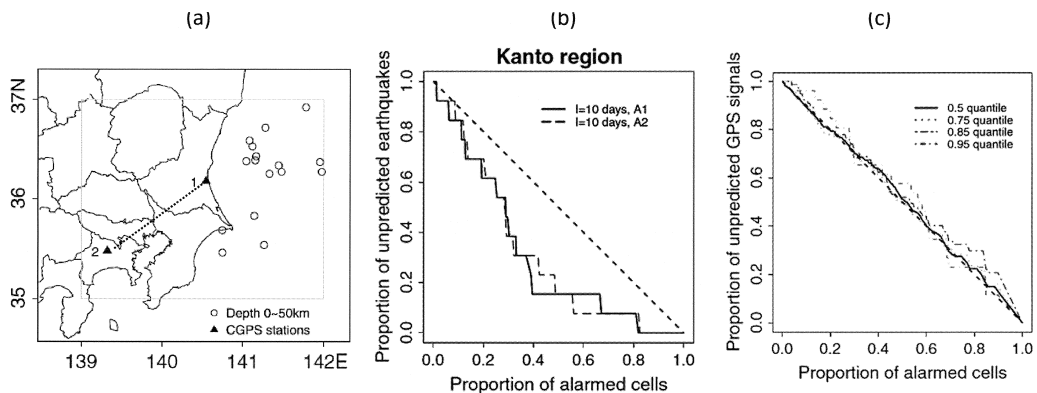 (a)
37N
36
35
139
140
141
142E
1
2
Depth 0~50km
CGPS stations
(b)
Kanto region
Proportion of unpredicted earthquakes
1.0
0.8
0.6
0.4
0.2
0.0
I=10 days, A1
I=10 days, A2
0.0 0.2 0.4 0.6 0.8 1.0
Proportion of alarmed cells
(c)
Proportion of unpredicted GPS signals
1.0
0.8
0.6
0.4
0.2
0.0
0.5 quantile
0.75 quantile
0.85 quantile
0.95 quantile
0.0 0.2 0.4 0.6 0.8 1.0
Proportion of alarmed cells